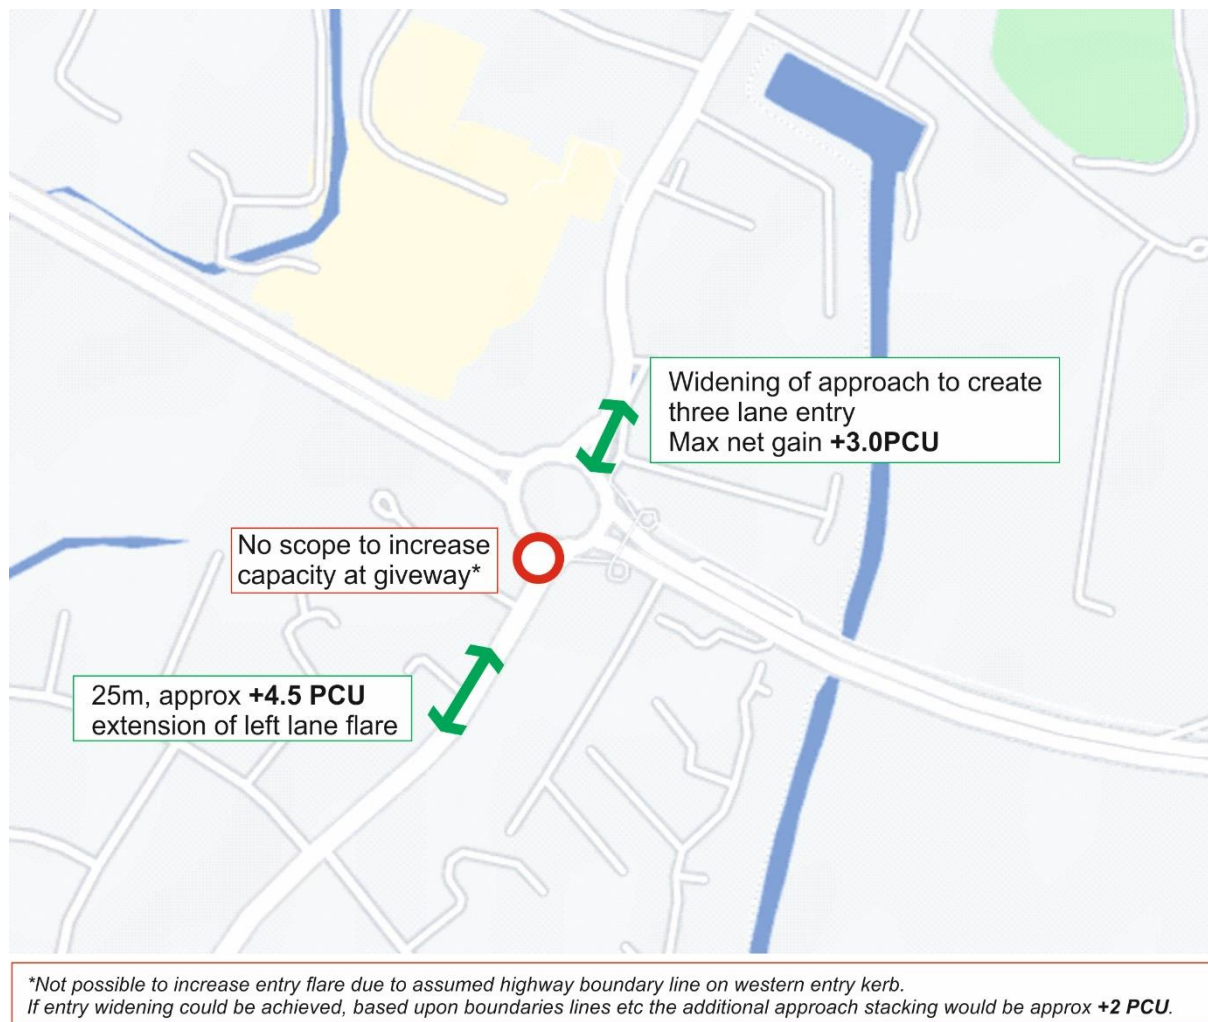 Widening of approach to create
three lane entry
Max net gain +3.0PCU
No scope to increase
capacity at giveway*
25m, approx +4.5 PCU
extension of left lane flare
*Not possible to increase entry flare due to assumed highway boundary line on western entry kerb.
If entry widening could be achieved, based upon boundaries lines etc the additional approach stacking would be approx +2 PCU.